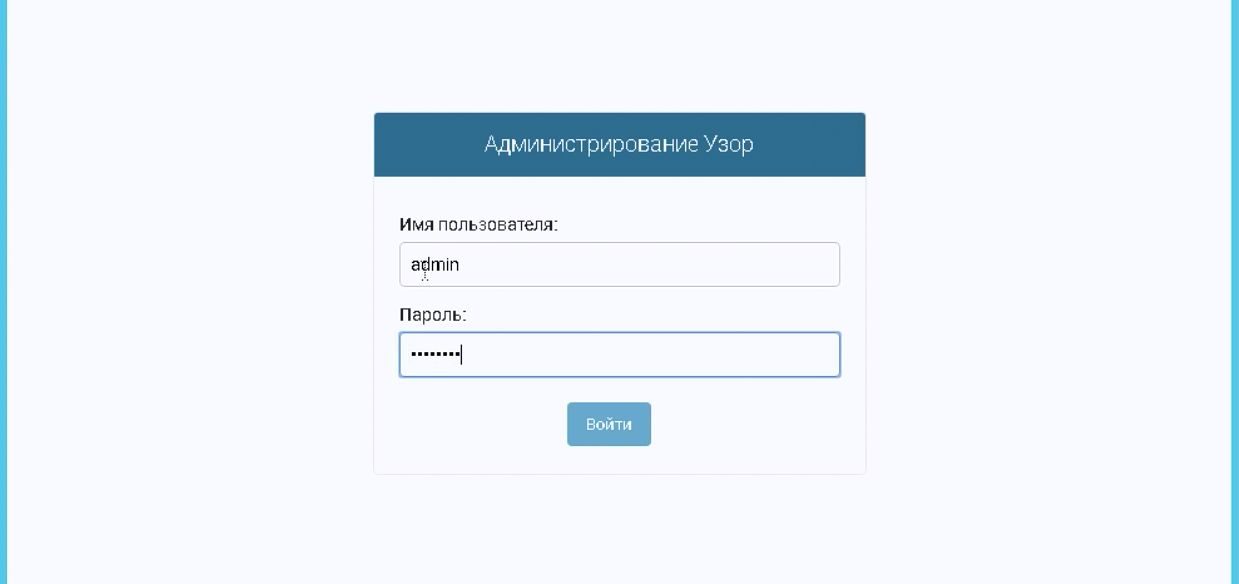 Администрирование Узор
Имя пользователя:
admin
Пароль:
••••••••
Войти